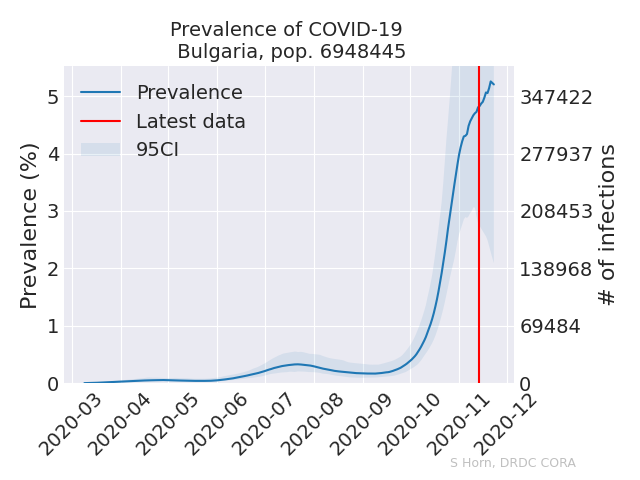 Prevalence of COVID-19
Bulgaria, pop. 6948445
Prevalence
Latest data
95CI
Prevalence (%)
5
4
3
2
1
0
347422
277937
208453
138968
69484
0
# of infections
2020-03
2020-04
2020-05
2020-06
2020-07
2020-08
2020-09
2020-10
2020-11
2020-12
S Horn, DRDC CORA